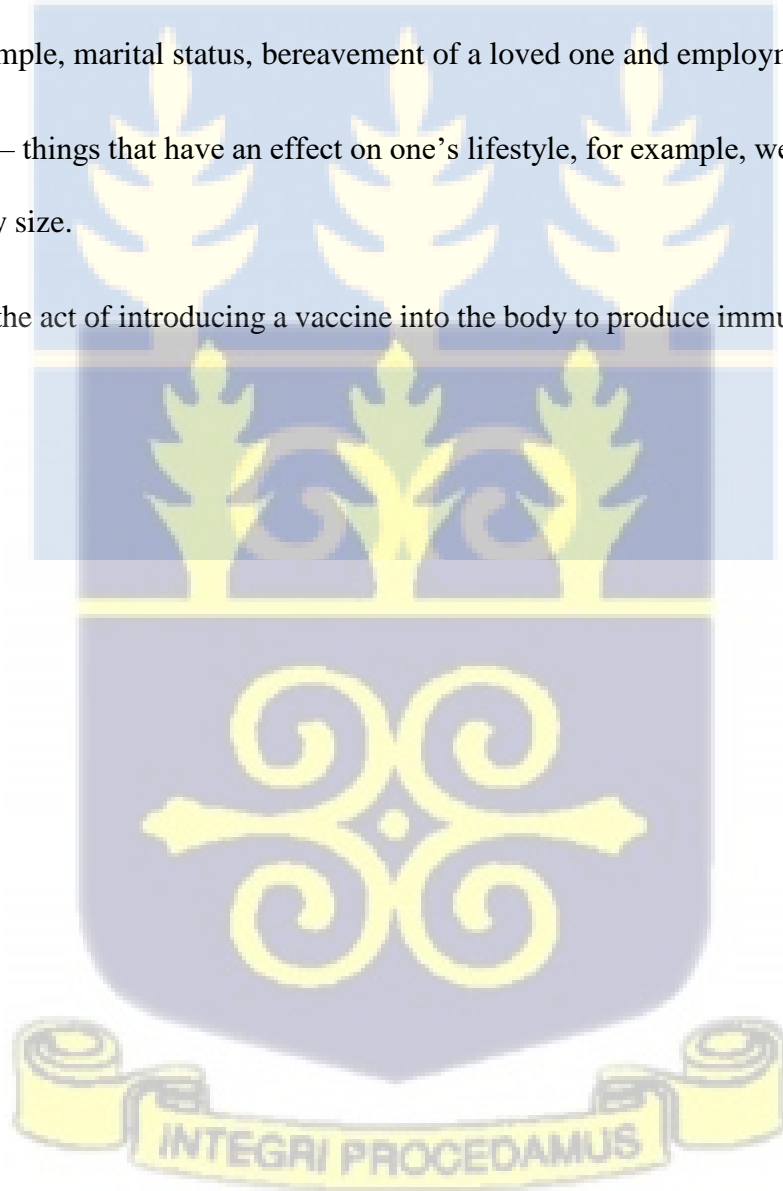 mple, marital status, bereavement of a loved one and employm
– things that have an effect on one’s lifestyle, for example, we
y size.
the act of introducing a vaccine into the body to produce immu
INTEGRI PROCEDAMUS